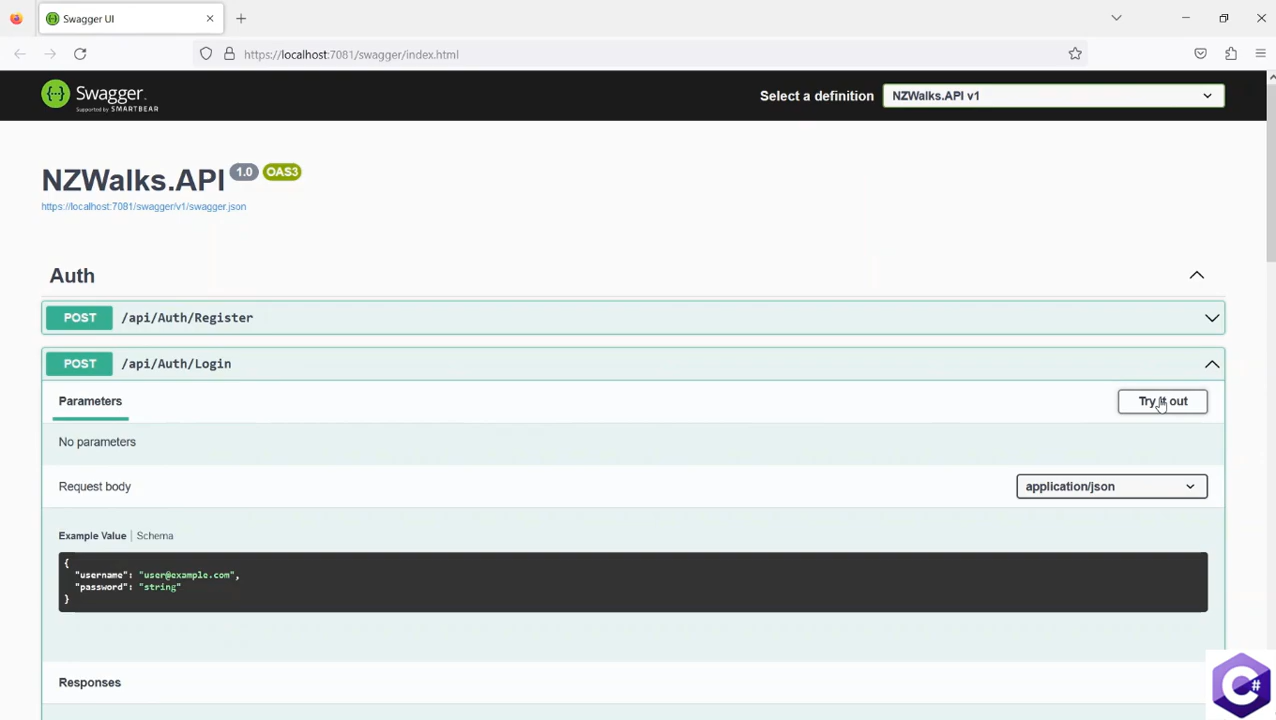 Swagger UI
https://localhost:7081/swagger/index.html
Swagger.
Supported by SMARTBEAR
Select a definition
NZWalks.API v1
NZWalks.API 1.0 OAS3
https://localhost:7081/swagger/v1/swagger.json
Auth
POST /api/Auth/Register
POST /api/Auth/Login
Parameters
Try it out
No parameters
Request body
application/json
Example Value | Schema
{
"username": "user@example.com",
"password": "string"
}
Responses
C#